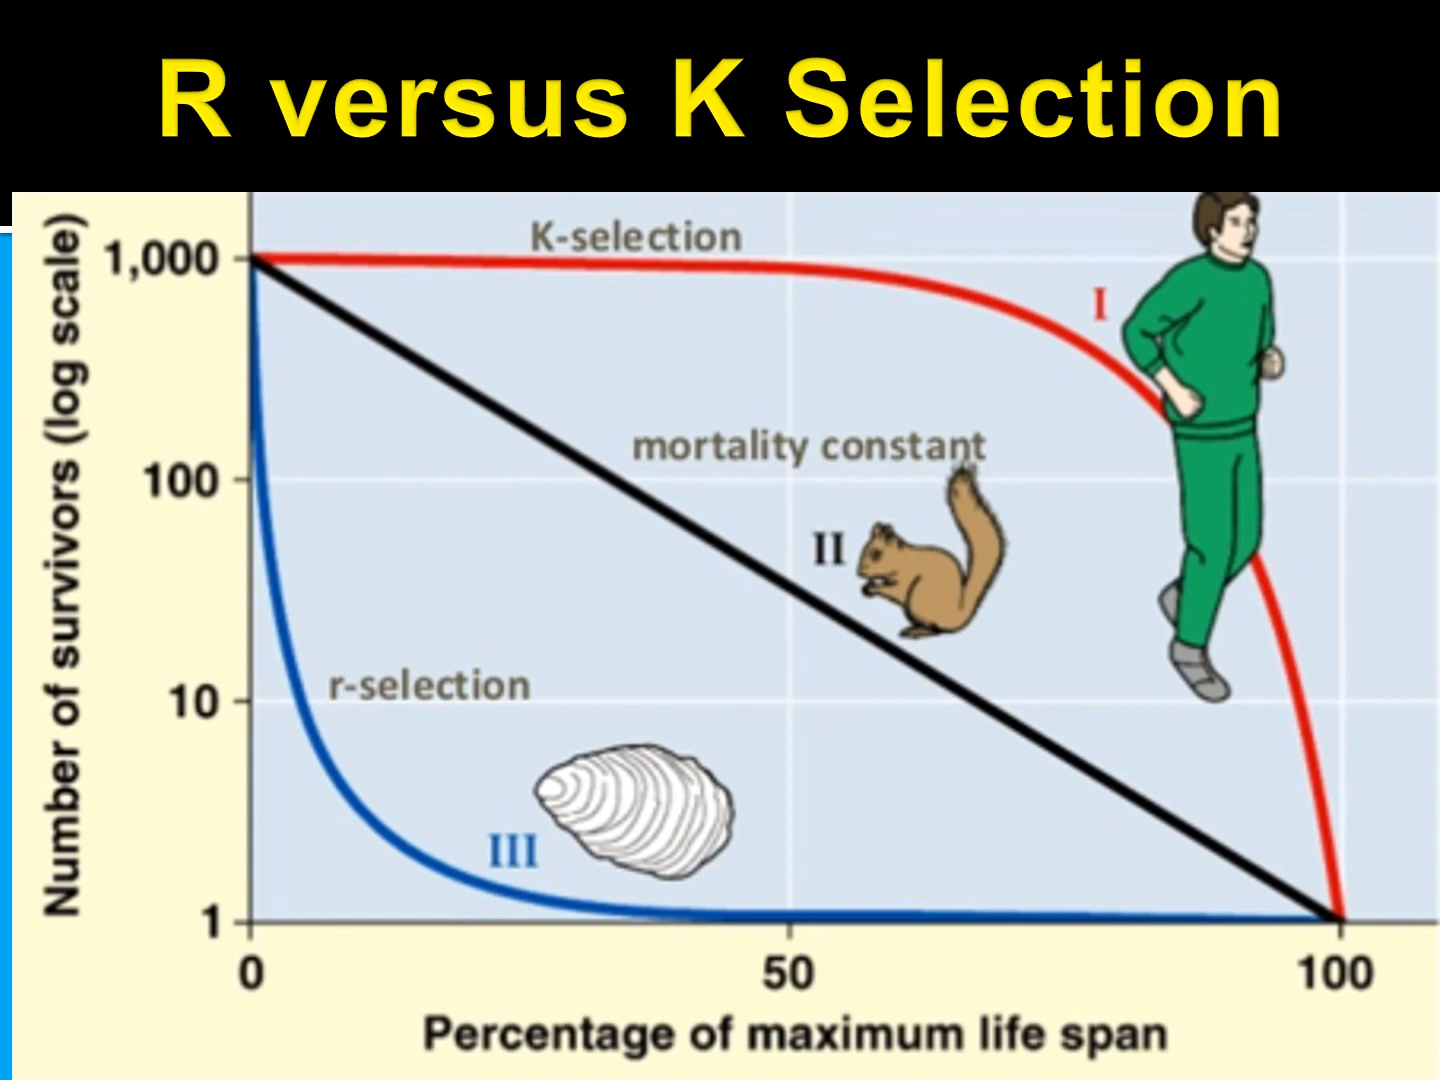 R versus K Selection
Number of survivors (log scale)
1,000
100
10
1
K-selection
I
mortality constant
II
r-selection
III
0
50
100
Percentage of maximum life span